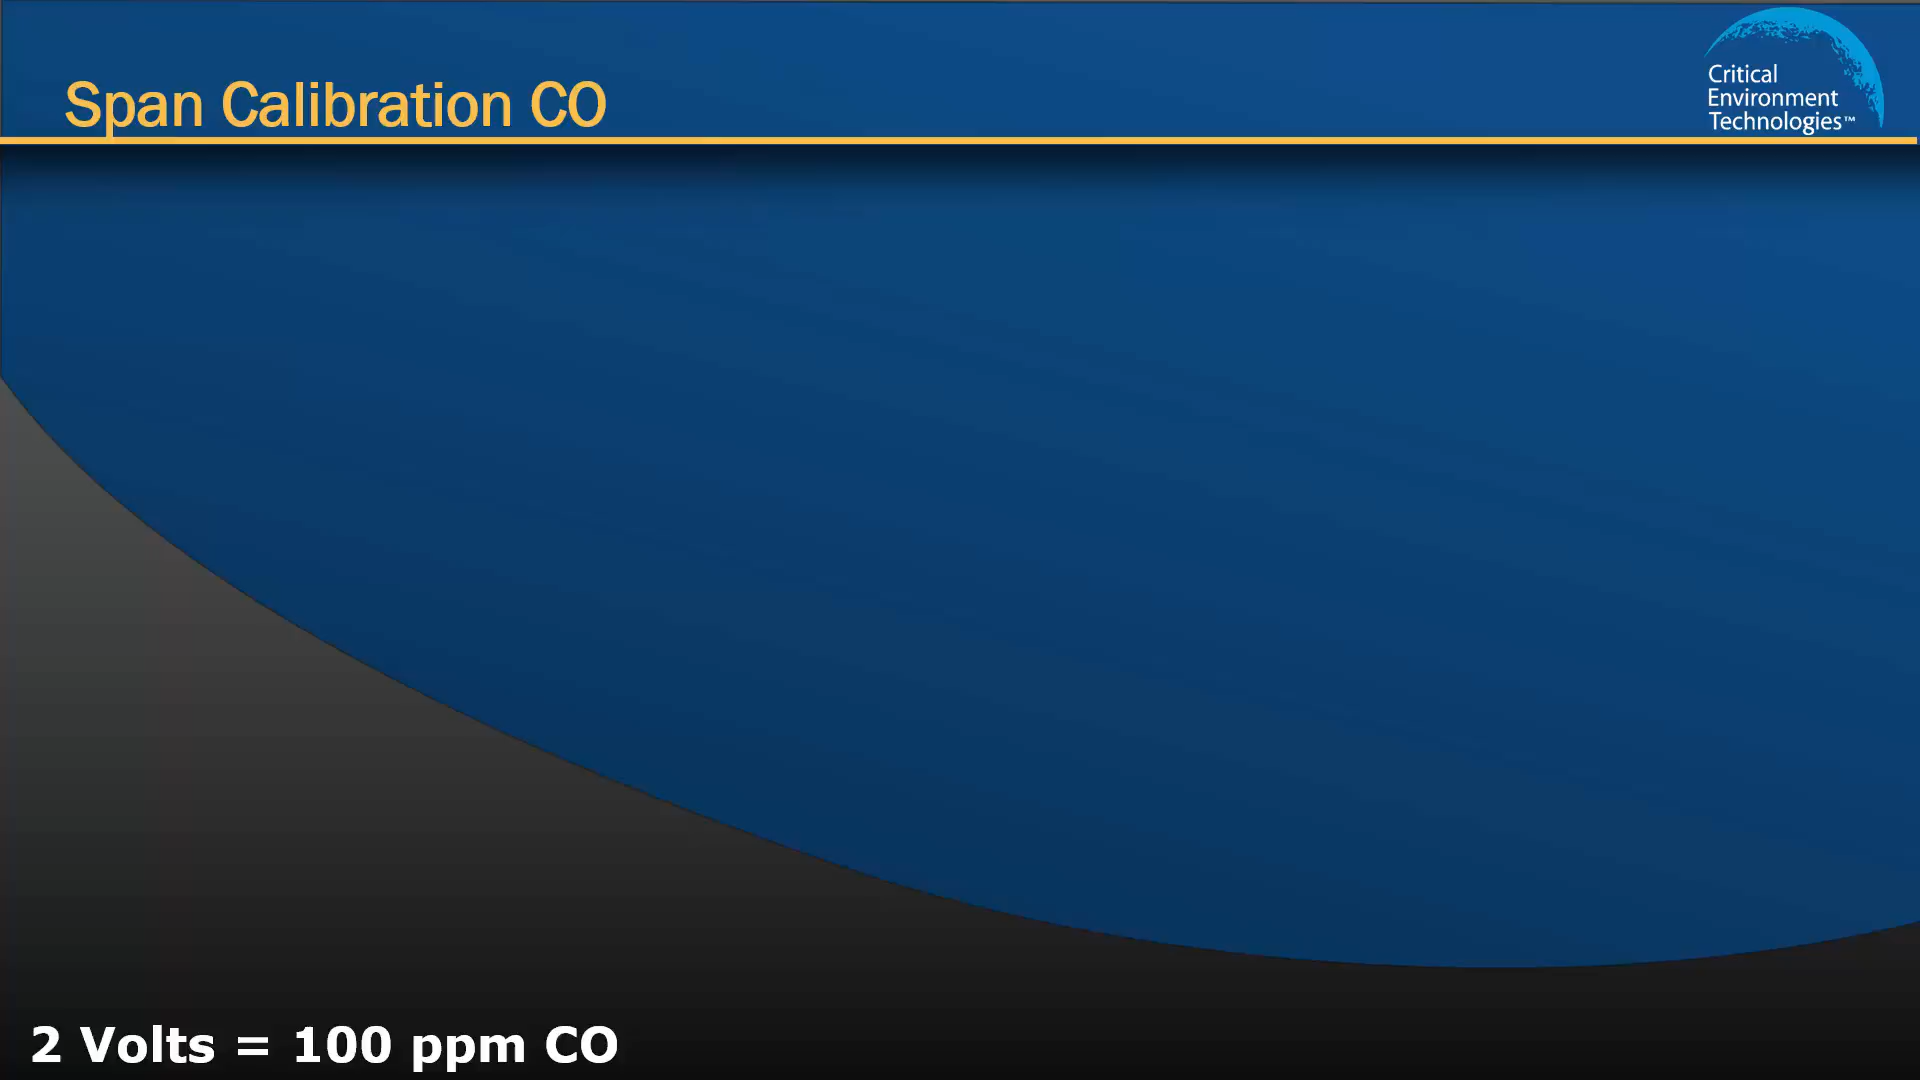 Span Calibration CO
Critical
Environment
Technologies™
2 Volts = 100 ppm CO